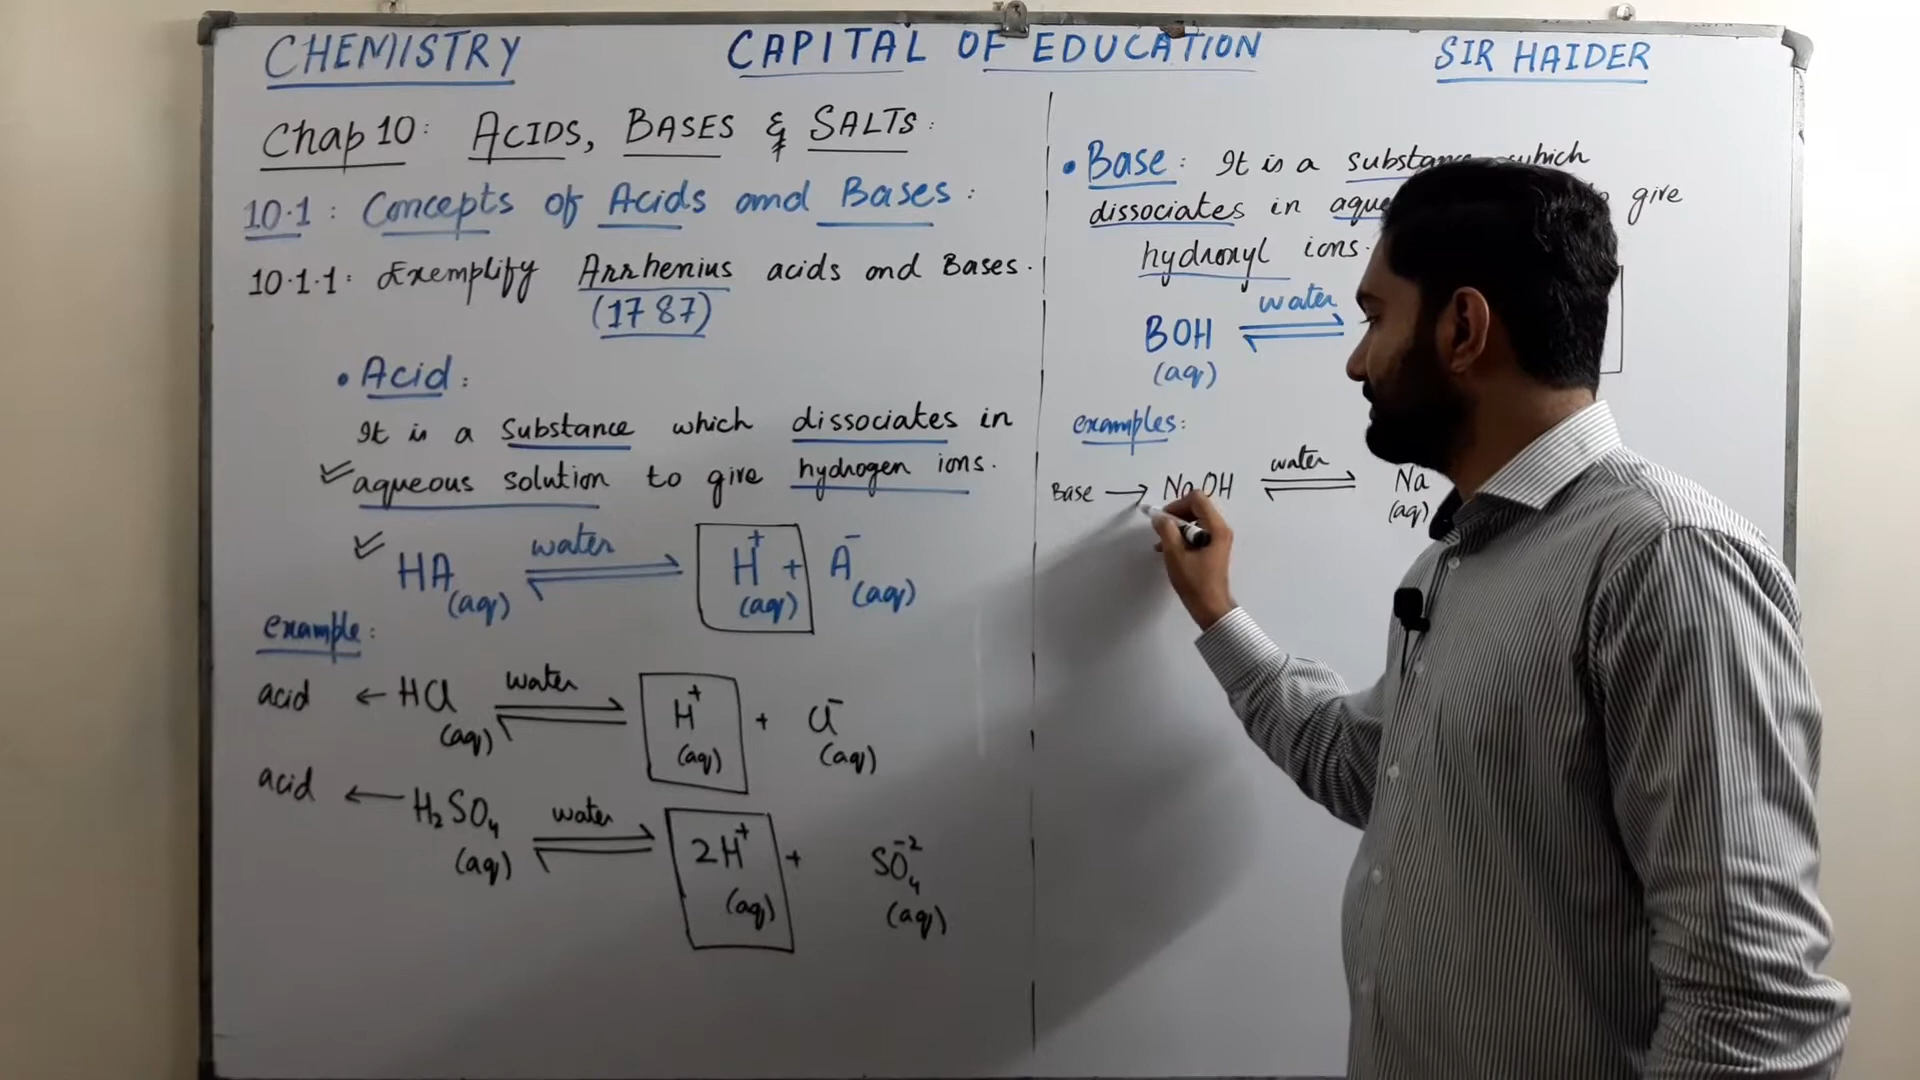 CHEMISTRY
CAPITAL OF EDUCATION
SIR HAIDER
Chap 10: ACIDS, BASES & SALTS:
10.1: Concepts of Acids and Bases:
10.1.1: Exemplify Arrhenius acids and Bases.
(1787)
• Acid:
It is a Substance which dissociates in
aqueous solution to give hydrogen ions.
HA(aq) water ⇌ H⁺(aq) + A⁻(aq)
example:
acid ← HCl(aq) water ⇌ H⁺(aq) + Cl⁻(aq)
acid ← H₂SO₄(aq) water ⇌ 2H⁺(aq) + SO₄⁻²(aq)
• Base: It is a substance which
dissociates in give
hydroxyl ions.
BOH(aq) water ⇌
examples:
Base → NaOH water ⇌ Na(aq)